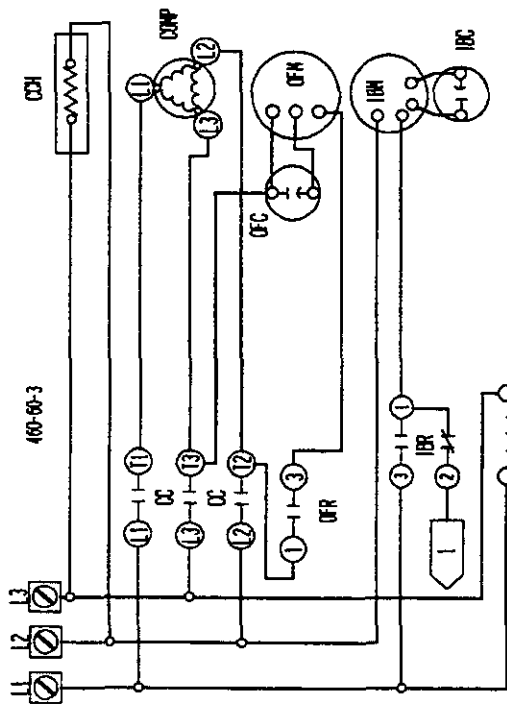 CCH
COMP
L1
L2
L3
OFM
OFC
IBM
IBC
460-60-3
T1
T3
T2
CC
CC
L1
L3
L2
3
1
OFR
1
3
IBR
2
1
L3
L2
L1